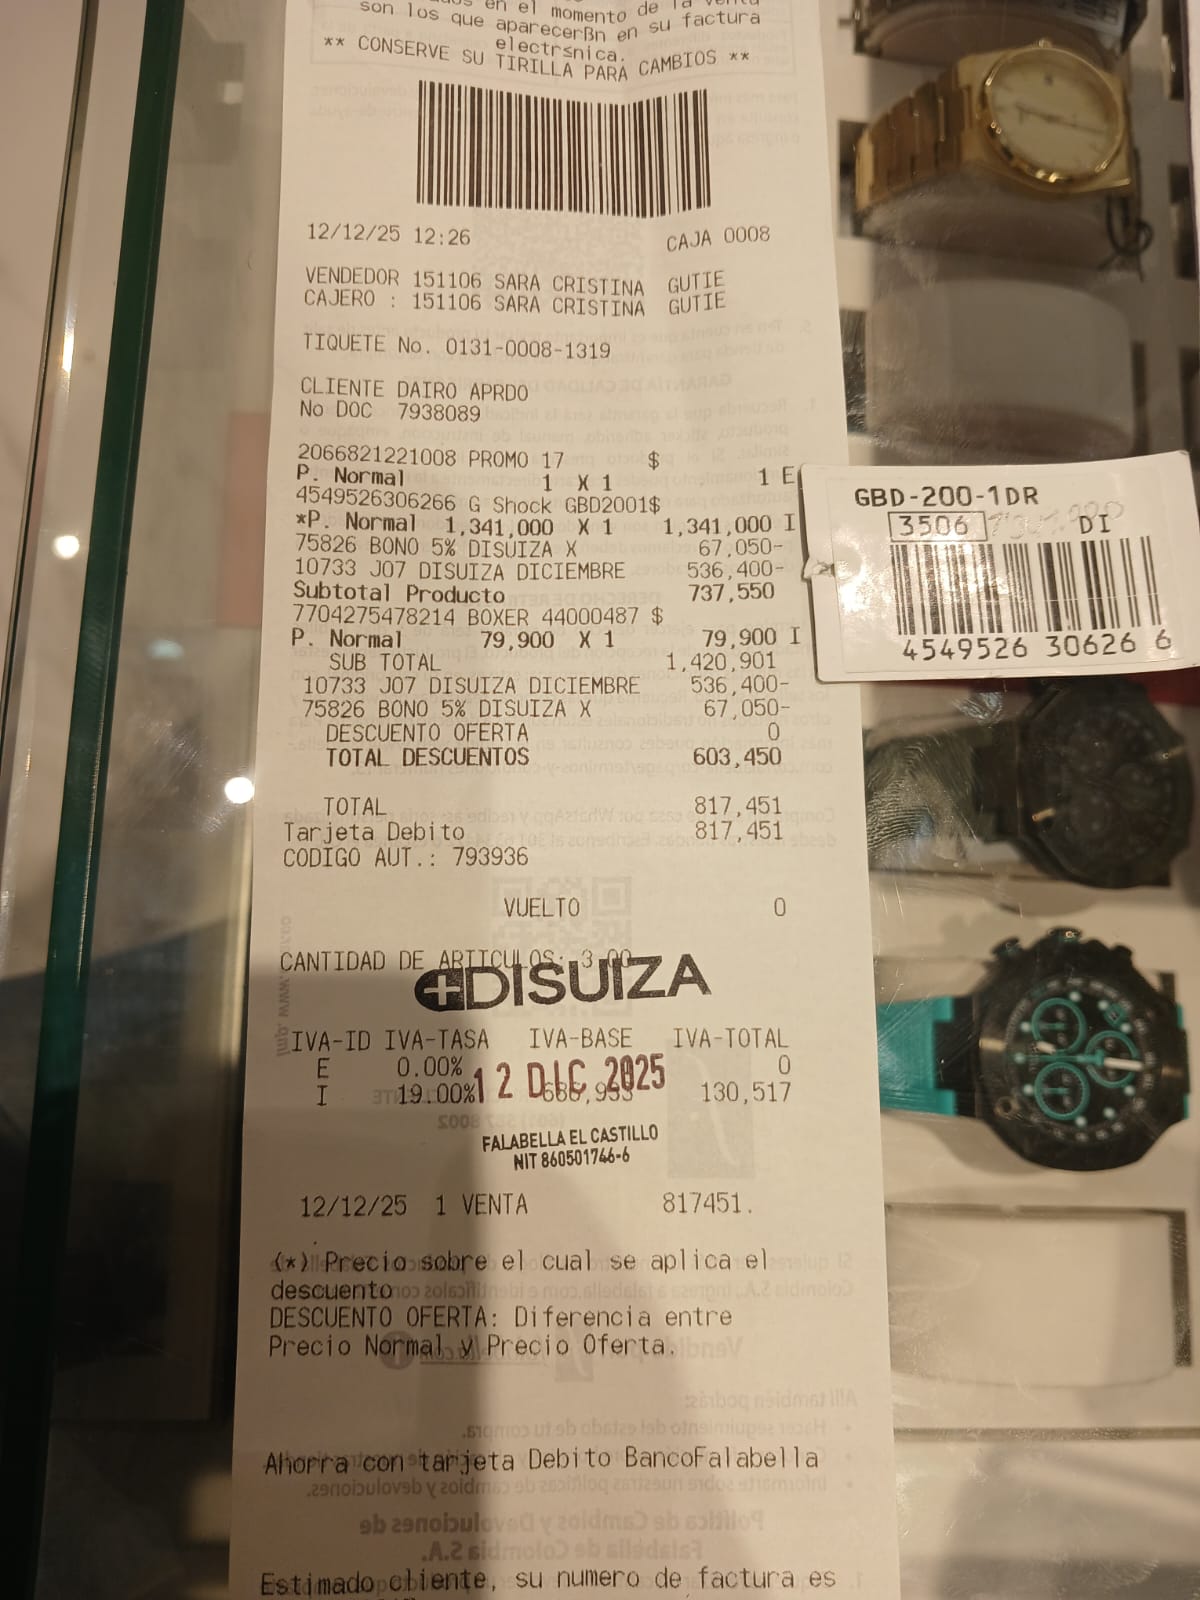 en el momento de la venta
son los que aparecerßn en su factura
electrsnica.
** CONSERVE SU TIRILLA PARA CAMBIOS **
12/12/25 12:26 CAJA 0008
VENDEDOR 151106 SARA CRISTINA GUTIE
CAJERO : 151106 SARA CRISTINA GUTIE
TIQUETE No. 0131-0008-1319
CLIENTE DAIRO APRDO
No DOC 7938089
2066821221008 PROMO 17 $
P. Normal 1 X 1 1 E
4549526306266 G Shock GBD2001$
*P. Normal 1,341,000 X 1 1,341,000 I
75826 BONO 5% DISUIZA X 67,050-
10733 J07 DISUIZA DICIEMBRE 536,400-
Subtotal Producto 737,550
7704275478214 BOXER 44000487 $
P. Normal 79,900 X 1 79,900 I
SUB TOTAL 1,420,901
10733 J07 DISUIZA DICIEMBRE 536,400-
75826 BONO 5% DISUIZA X 67,050-
DESCUENTO OFERTA 0
TOTAL DESCUENTOS 603,450
TOTAL 817,451
Tarjeta Debito 817,451
CODIGO AUT.: 793936
VUELTO 0
CANTIDAD DE ARTICULOS: 3.00
DISUIZA
IVA-ID IVA-TASA IVA-BASE IVA-TOTAL
E 0.00% 0
I 19.00% 686,933 130,517
12 DIC 2025
FALABELLA EL CASTILLO
NIT 860501746-6
12/12/25 1 VENTA 817451.
(*) Precio sobre el cual se aplica el
descuento
DESCUENTO OFERTA: Diferencia entre
Precio Normal y Precio Oferta.
Ahorra con tarjeta Debito BancoFalabella
Estimado cliente, su numero de factura es
GBD-200-1DR
3506 DI
4549526 30626 6